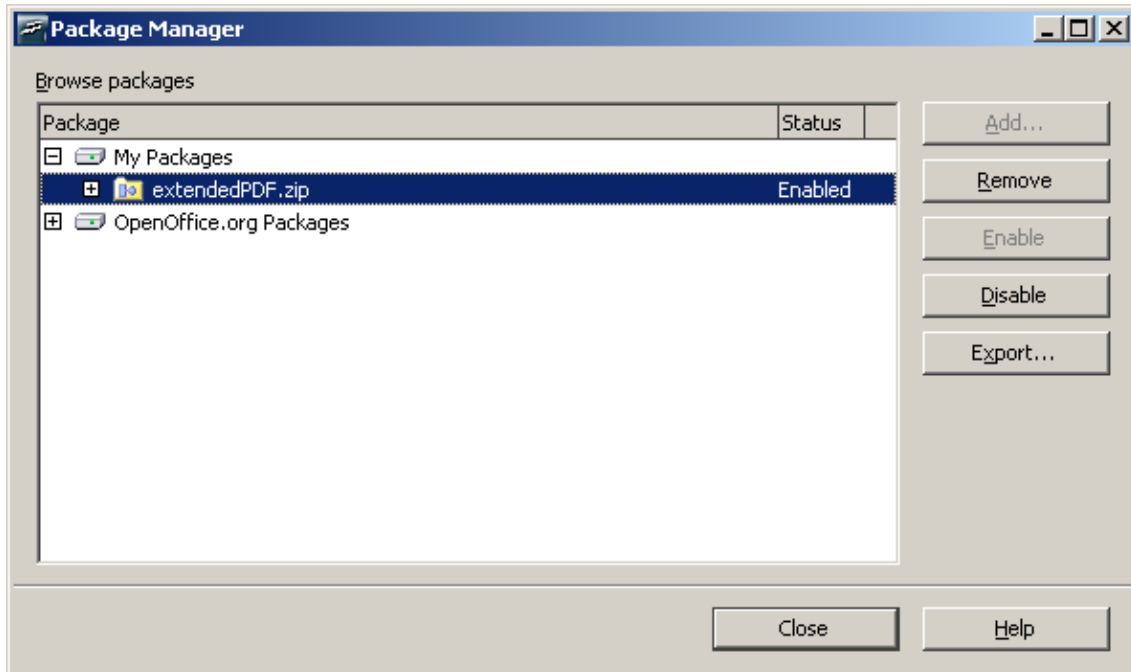 Package Manager
Browse packages
Package Status
My Packages
extendedPDF.zip Enabled
OpenOffice.org Packages
Add...
Remove
Enable
Disable
Export...
Close Help